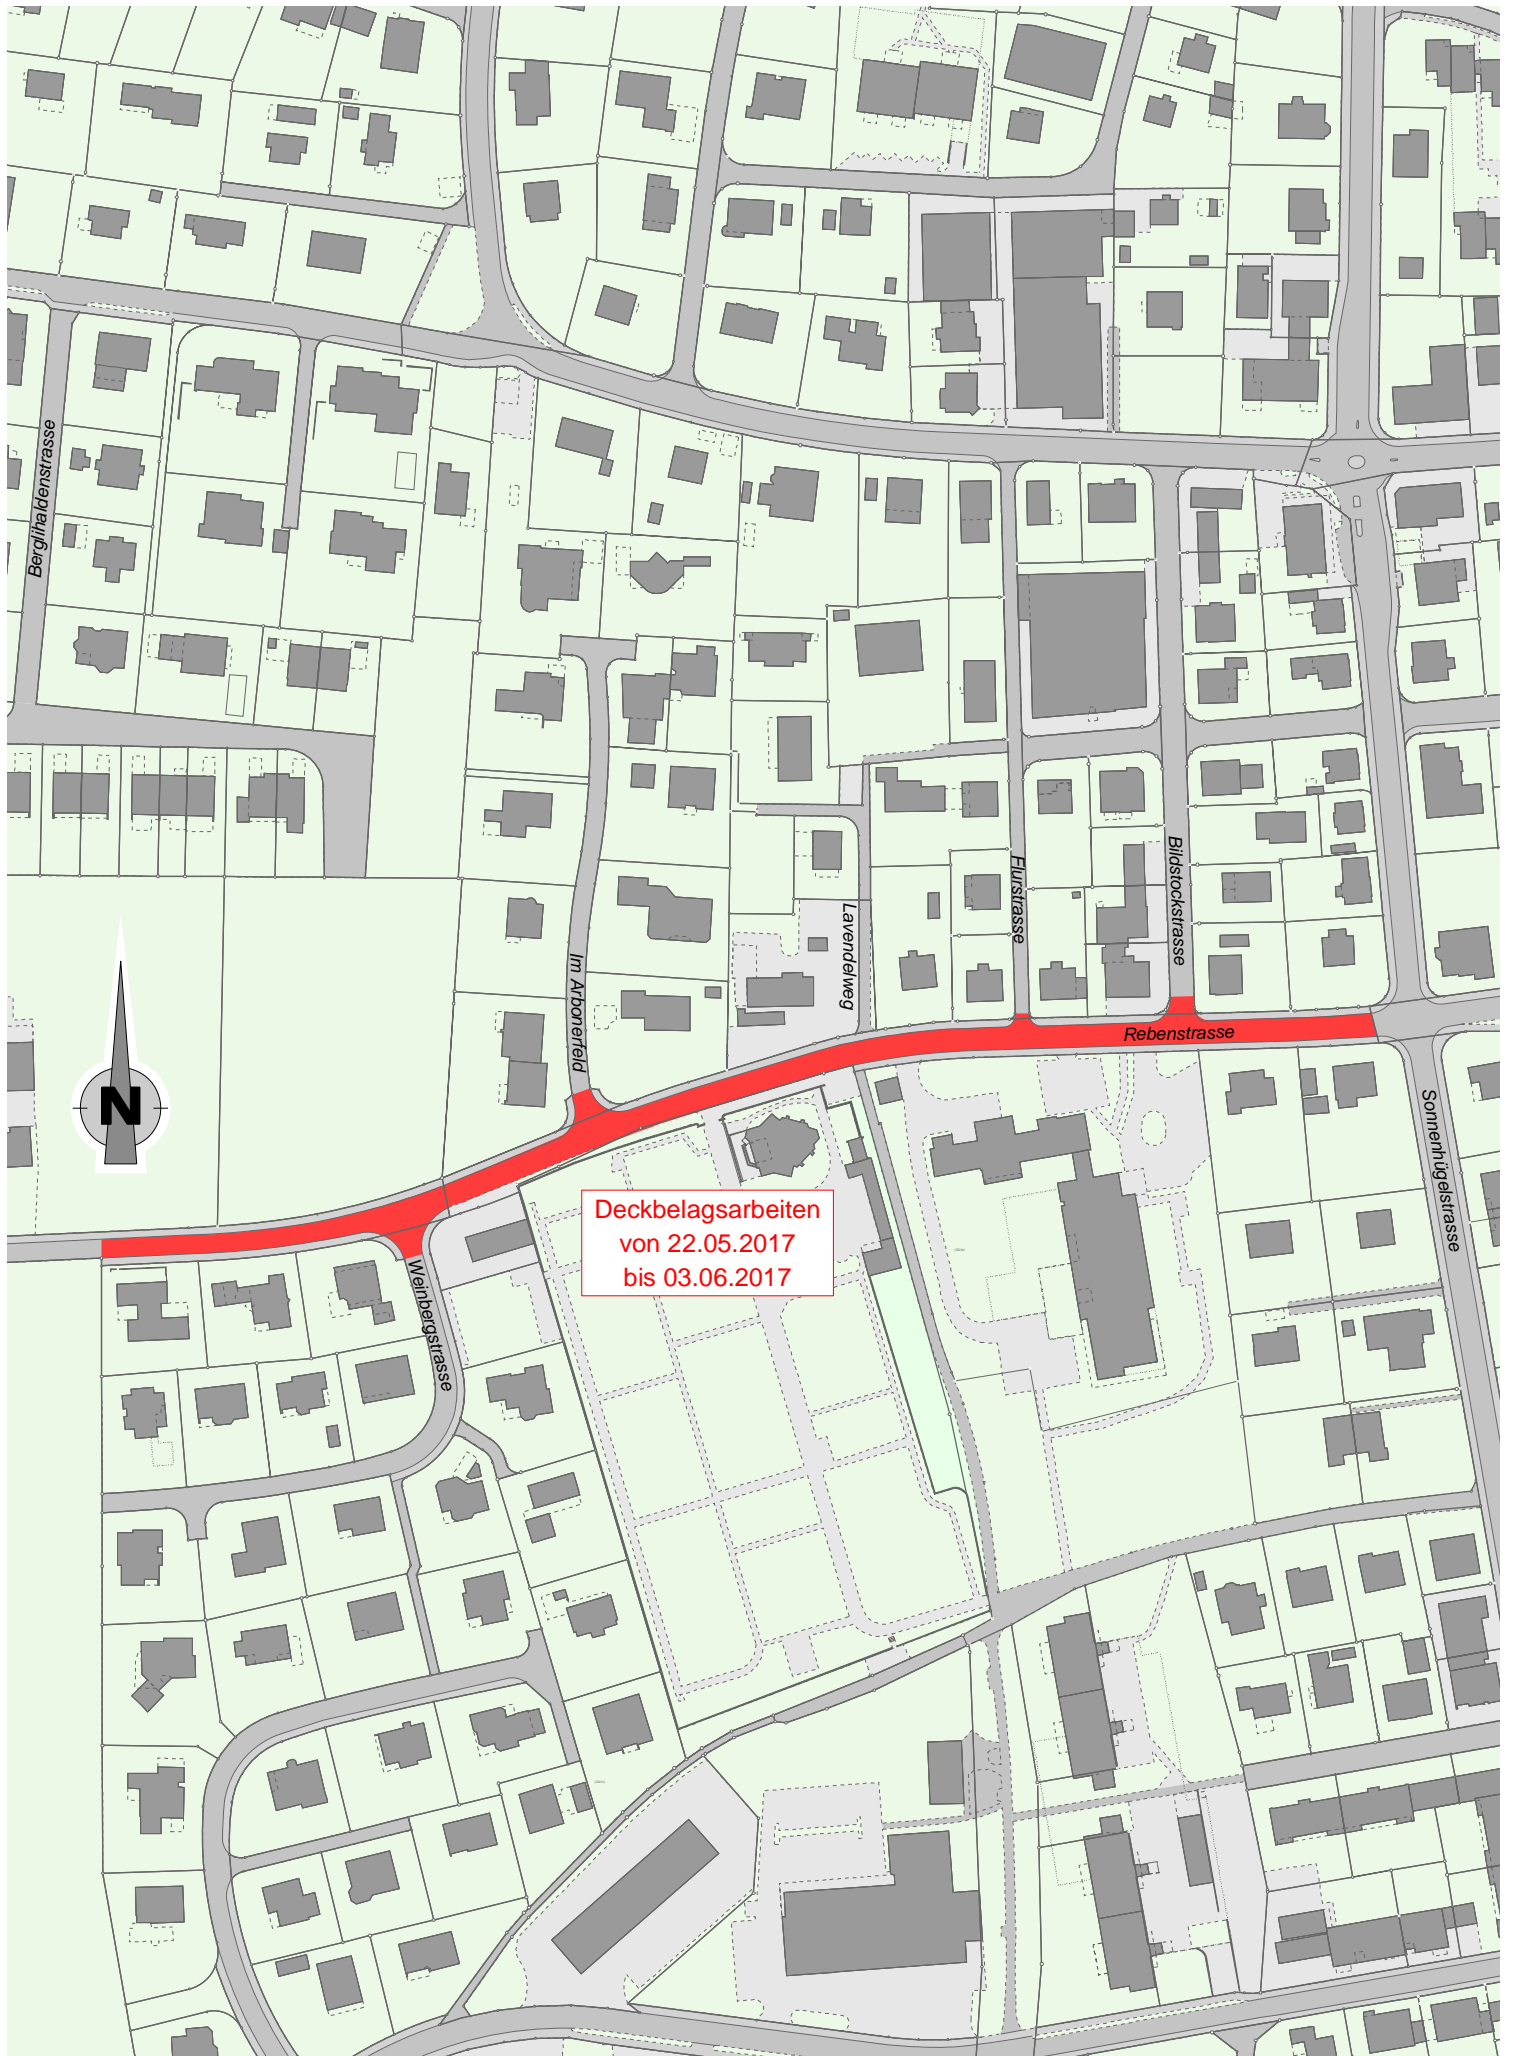 Berglihaldenstrasse
Im Arbonerfeld
Lavendelweg
Flurstrasse
Bildstockstrasse
Rebenstrasse
N
Deckbelagsarbeiten
von 22.05.2017
bis 03.06.2017
Weinbergstrasse
Sonnenhügelstrasse